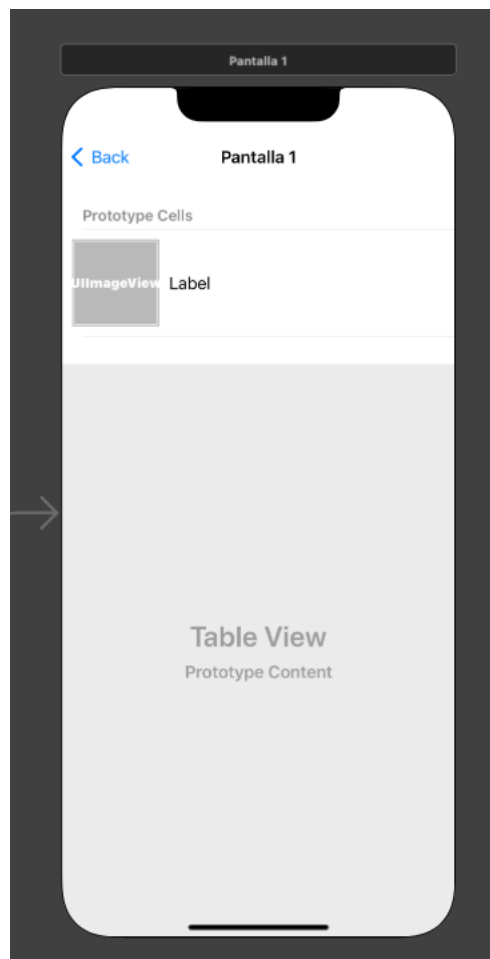 Pantalla 1
Back
Pantalla 1
Prototype Cells
UIImageView
Label
Table View
Prototype Content